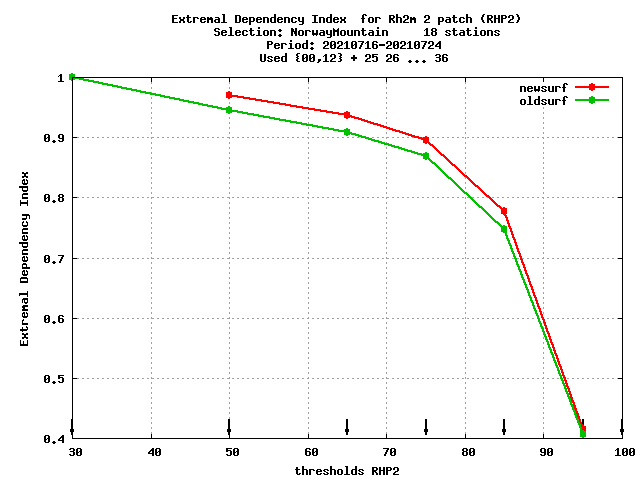 Extremal Dependency Index  for Rh2m 2 patch (RHP2)
Selection: NorwayMountain     18 stations
Period: 20210716-20210724
Used {00,12} + 25 26 ... 36
newsurf
oldsurf
1
0.9
0.8
0.7
0.6
0.5
0.4
Extremal Dependency Index
30 40 50 60 70 80 90 100
thresholds RHP2